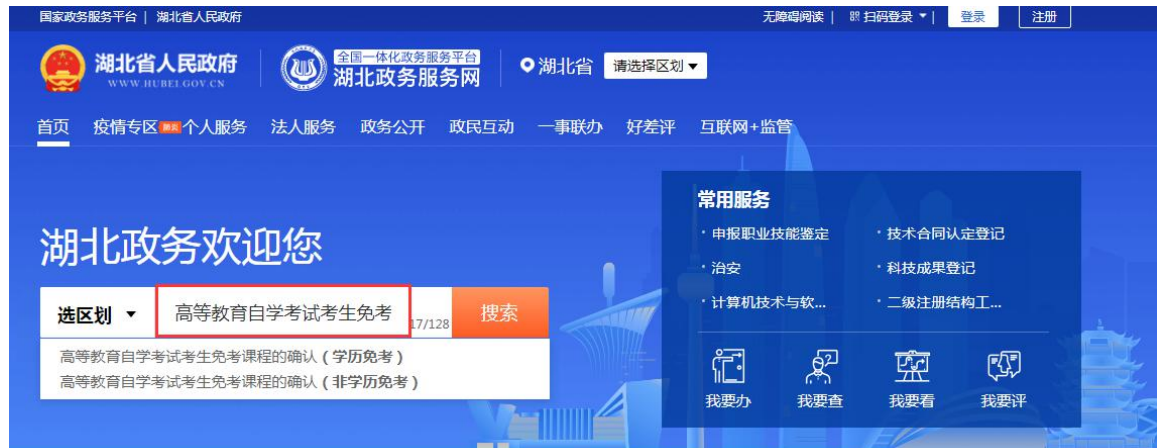 国家政务服务平台 | 湖北省人民政府
无障碍阅读 | 扫码登录 ▼ | 登录 注册
湖北省人民政府
WWW.HUBEI.GOV.CN
全国一体化政务服务平台
湖北政务服务网
湖北省 请选择区划 ▼
首页 疫情专区 个人服务 法人服务 政务公开 政民互动 一事联办 好差评 互联网+监管
湖北政务欢迎您
选区划 ▼ 高等教育自学考试考生免考 17/128 搜索
高等教育自学考试考生免考课程的确认 ( 学历免考 )
高等教育自学考试考生免考课程的确认 ( 非学历免考 )
常用服务
· 申报职业技能鉴定 · 技术合同认定登记
· 治安 · 科技成果登记
· 计算机技术与软... · 二级注册结构工...
我要办 我要查 我要看 我要评